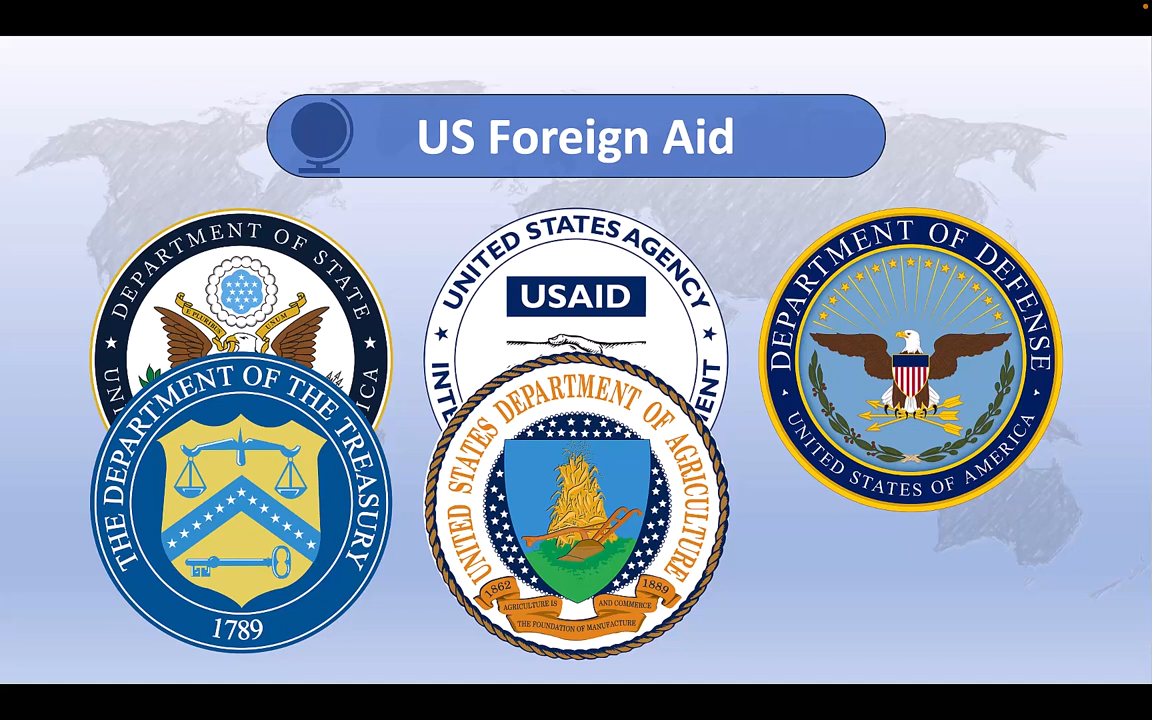 US Foreign Aid
DEPARTMENT OF STATE
E PLURIBUS
UNUM
UNITED STATES AGENCY
USAID
DEPARTMENT OF DEFENSE
UNITED STATES OF AMERICA
THE DEPARTMENT OF THE TREASURY
1789
UNITED STATES DEPARTMENT OF AGRICULTURE
1862
1889
AGRICULTURE IS
AND COMMERCE
THE FOUNDATION OF MANUFACTURE